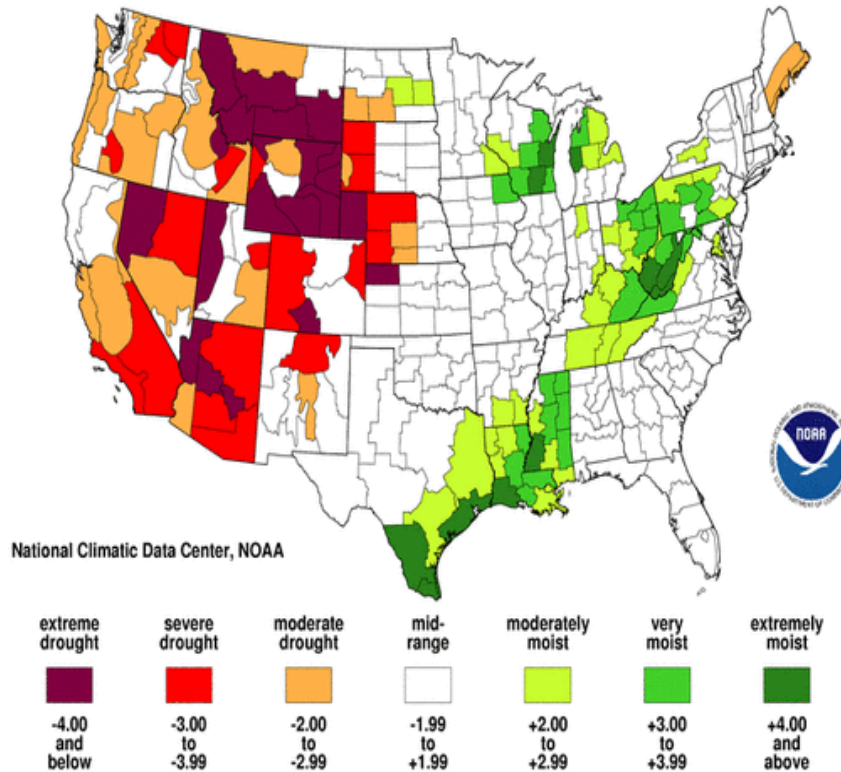 NOAA
National Climatic Data Center, NOAA
extreme severe moderate mid- moderately very extremely
drought drought drought range moist moist moist
-4.00 -3.00 -2.00 -1.99 +2.00 +3.00 +4.00
and to to to to to and
below -3.99 -2.99 +1.99 +2.99 +3.99 above